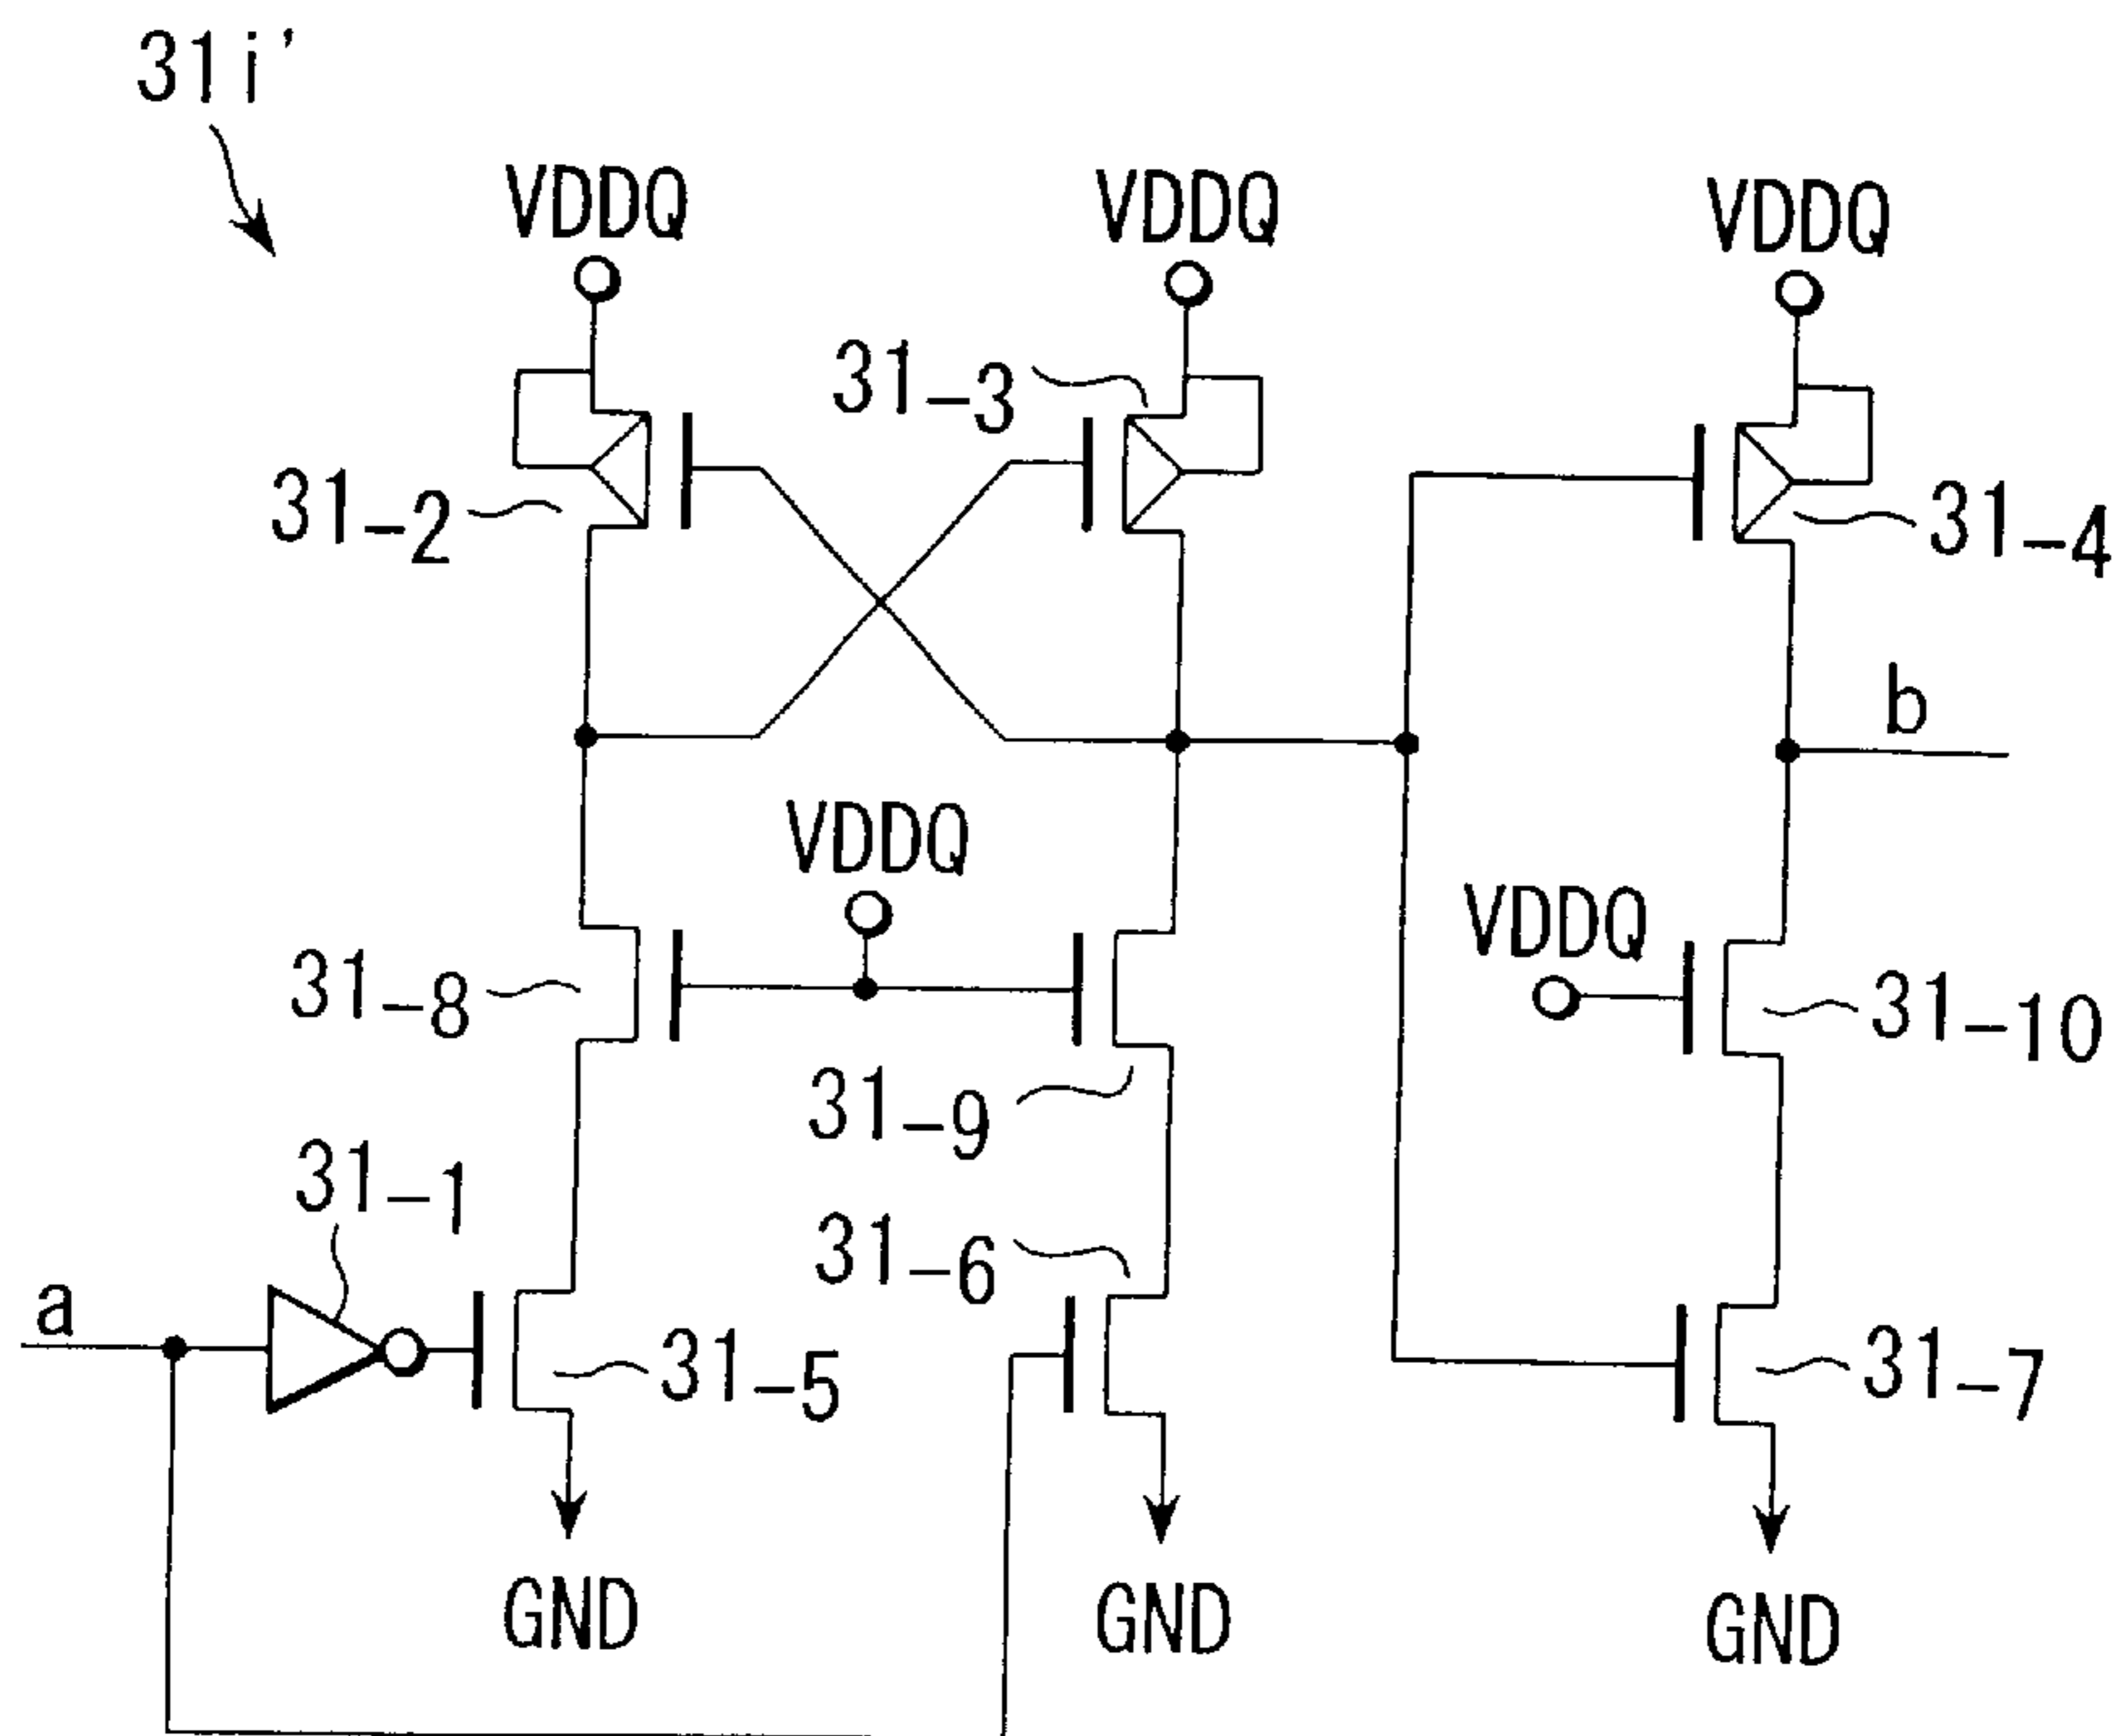 31i'
VDDQ
VDDQ
VDDQ
31-3
31-2
31-4
b
VDDQ
VDDQ
31-8
31-10
31-9
31-1
31-6
a
31-5
31-7
GND
GND
GND